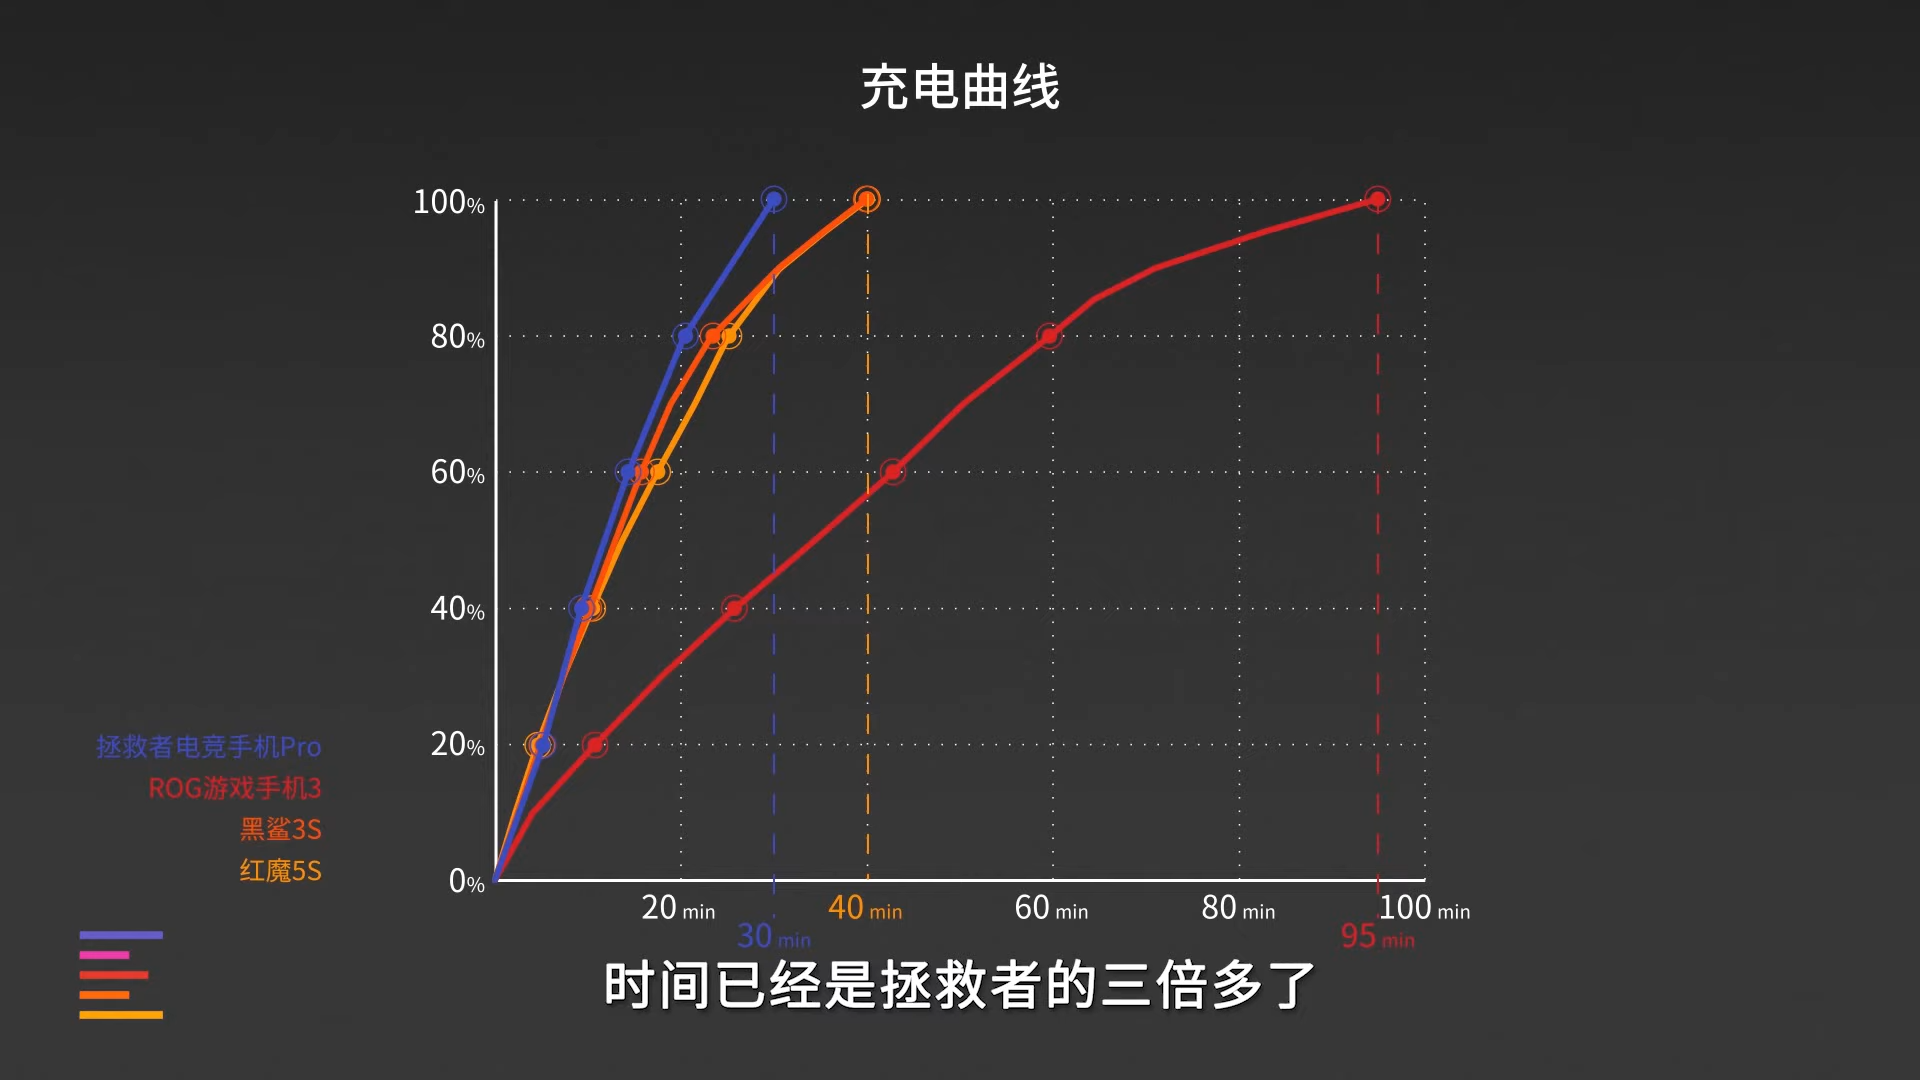 充电曲线
100%
80%
60%
40%
20%
0%
拯救者电竞手机Pro
ROG游戏手机3
黑鲨3S
红魔5S
20 min
40 min
60 min
80 min
100 min
30 min
95 min
时间已经是拯救者的三倍多了